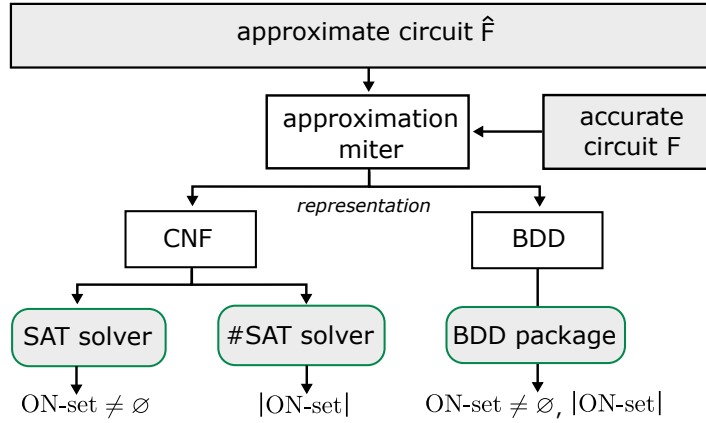 approximate circuit F̂
approximation
miter
accurate
circuit F
representation
CNF
BDD
SAT solver
#SAT solver
BDD package
ON-set ≠ ∅
|ON-set|
ON-set ≠ ∅, |ON-set|